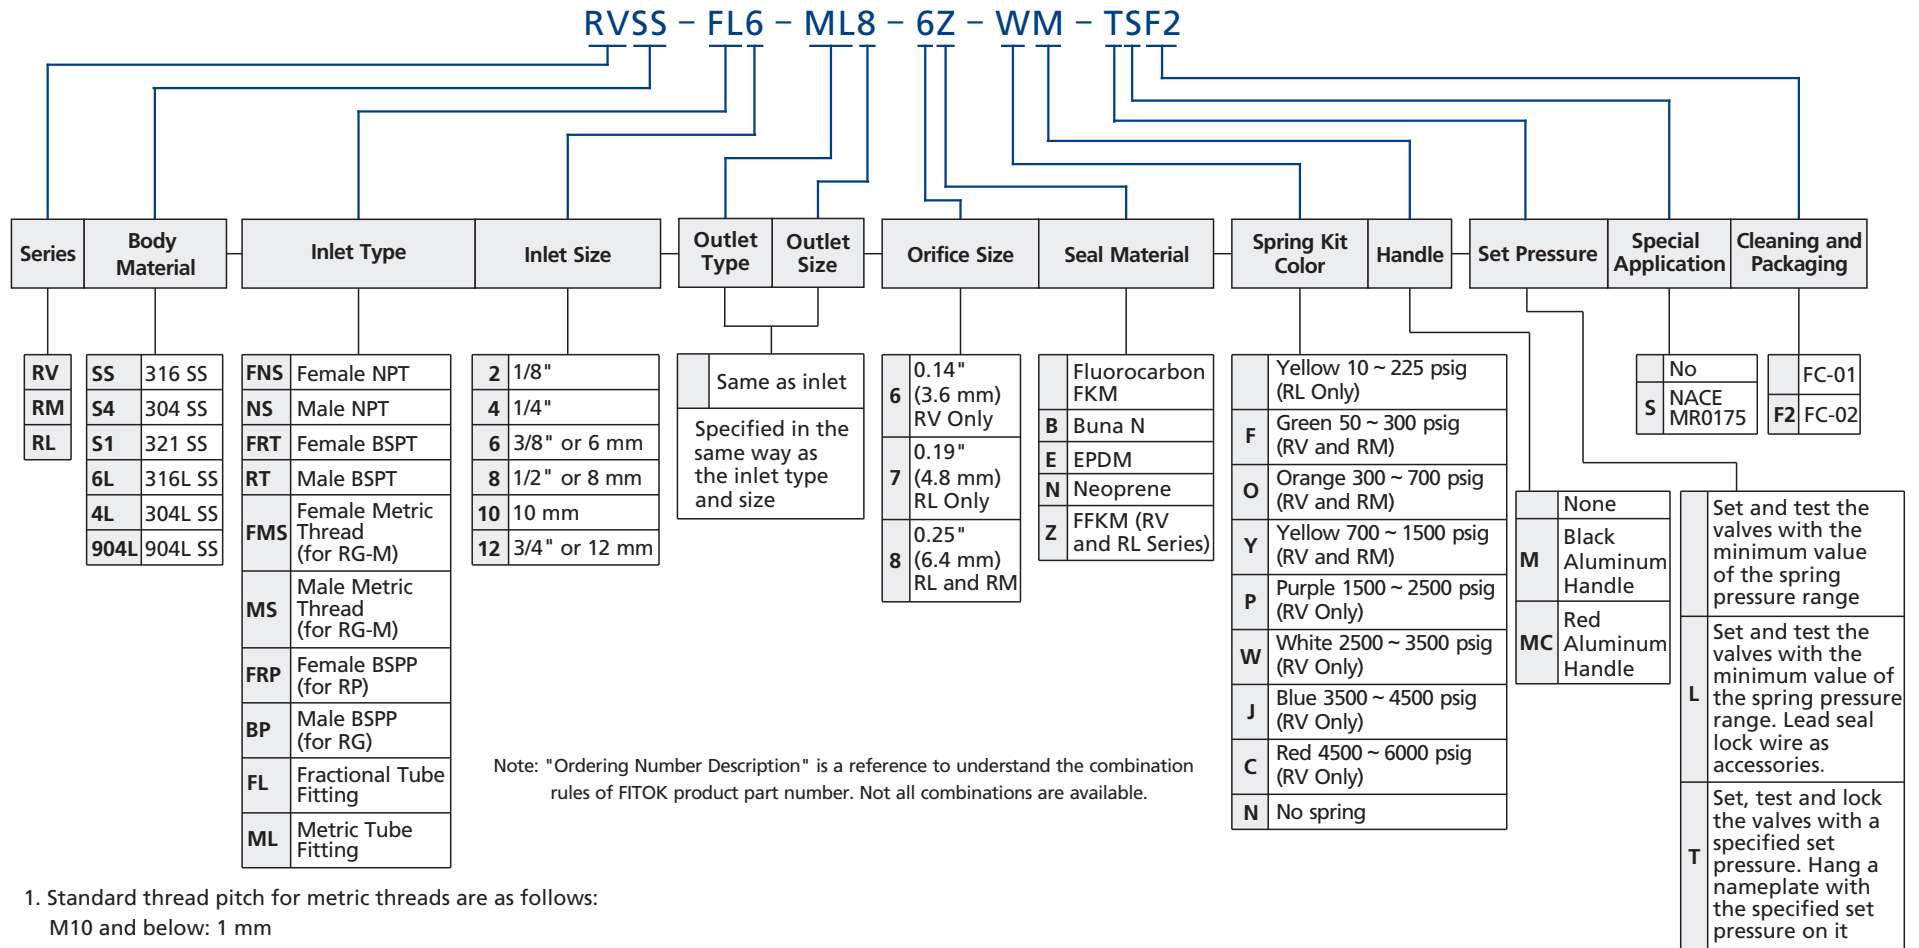 RVSS – FL6 – ML8 – 6Z – WM – TSF2
Series
Body
Material
Inlet Type
Inlet Size
Outlet
Type
Outlet
Size
Orifice Size
Seal Material
Spring Kit
Color
Handle
Set Pressure
Special
Application
Cleaning and
Packaging
RV
RM
RL
SS 316 SS
S4 304 SS
S1 321 SS
6L 316L SS
4L 304L SS
904L 904L SS
FNS Female NPT
NS Male NPT
FRT Female BSPT
RT Male BSPT
FMS Female Metric
Thread
(for RG-M)
MS Male Metric
Thread
(for RG-M)
FRP Female BSPP
(for RP)
BP Male BSPP
(for RG)
FL Fractional Tube
Fitting
ML Metric Tube
Fitting
2 1/8"
4 1/4"
6 3/8" or 6 mm
8 1/2" or 8 mm
10 10 mm
12 3/4" or 12 mm
Same as inlet
Specified in the
same way as
the inlet type
and size
6 0.14"
(3.6 mm)
RV Only
7 0.19"
(4.8 mm)
RL Only
8 0.25"
(6.4 mm)
RL and RM
Fluorocarbon
FKM
B Buna N
E EPDM
N Neoprene
Z FFKM (RV
and RL Series)
Yellow 10 ~ 225 psig
(RL Only)
F Green 50 ~ 300 psig
(RV and RM)
O Orange 300 ~ 700 psig
(RV and RM)
Y Yellow 700 ~ 1500 psig
(RV and RM)
P Purple 1500 ~ 2500 psig
(RV Only)
W White 2500 ~ 3500 psig
(RV Only)
J Blue 3500 ~ 4500 psig
(RV Only)
C Red 4500 ~ 6000 psig
(RV Only)
N No spring
None
M Black
Aluminum
Handle
MC Red
Aluminum
Handle
Set and test the
valves with the
minimum value
of the spring
pressure range
L Set and test the
valves with the
minimum value of
the spring pressure
range. Lead seal
lock wire as
accessories.
T Set, test and lock
the valves with a
specified set
pressure. Hang a
nameplate with
the specified set
pressure on it
No
S NACE
MR0175
FC-01
F2 FC-02
Note: "Ordering Number Description" is a reference to understand the combination
rules of FITOK product part number. Not all combinations are available.
1. Standard thread pitch for metric threads are as follows:
M10 and below: 1 mm